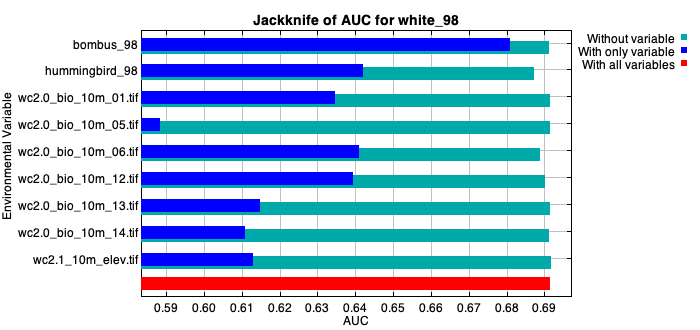 Jackknife of AUC for white_98
Without variable
With only variable
With all variables
Environmental Variable
bombus_98
hummingbird_98
wc2.0_bio_10m_01.tif
wc2.0_bio_10m_05.tif
wc2.0_bio_10m_06.tif
wc2.0_bio_10m_12.tif
wc2.0_bio_10m_13.tif
wc2.0_bio_10m_14.tif
wc2.1_10m_elev.tif
0.59 0.60 0.61 0.62 0.63 0.64 0.65 0.66 0.67 0.68 0.69
AUC